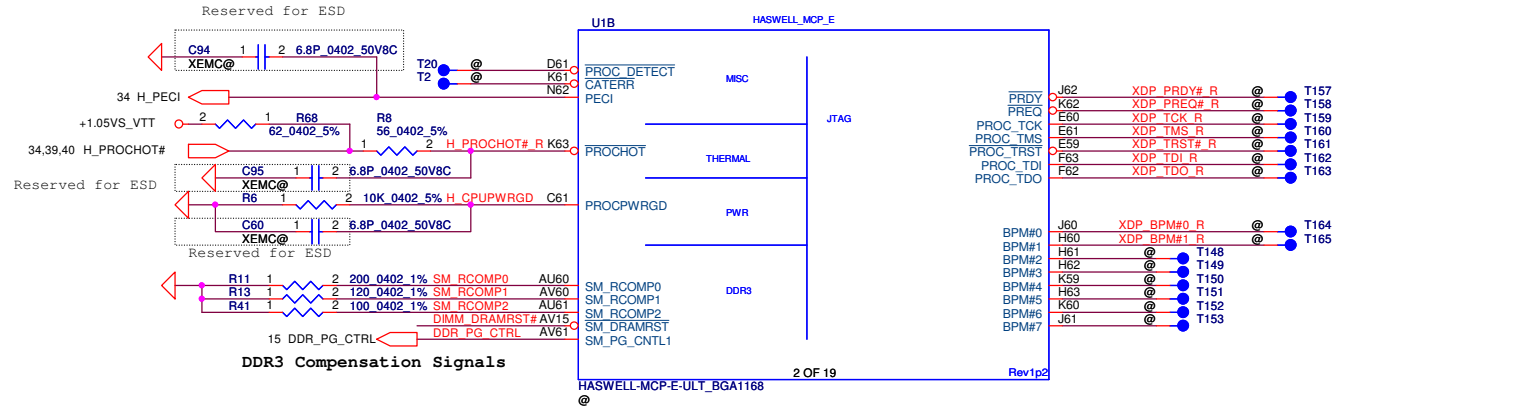 Reserved for ESD
U1B
HASWELL_MCP_E
C94 1 2 6.8P_0402_50V8C
XEMC@
T20 @ D61 PROC_DETECT MISC
T2 @ K61 CATERR
34 H_PECI N62 PECI
+1.05VS_VTT 2 1 R68
62_0402_5%
R8
56_0402_5%
34,39,40 H_PROCHOT# 1 2 H_PROCHOT#_R K63 PROCHOT
THERMAL
Reserved for ESD
C95 1 2 6.8P_0402_50V8C
XEMC@
R6 1 2 10K_0402_5% H_CPUPWRGD C61 PROCPWRGD
PWR
C60 1 2 6.8P_0402_50V8C
XEMC@
Reserved for ESD
R11 1 2 200_0402_1% SM_RCOMP0 AU60 SM_RCOMP0
R13 1 2 120_0402_1% SM_RCOMP1 AV60 SM_RCOMP1
R41 1 2 100_0402_1% SM_RCOMP2 AU61 SM_RCOMP2
DDR3
DIMM_DRAMRST# AV15 SM_DRAMRST
15 DDR_PG_CTRL DDR_PG_CTRL AV61 SM_PG_CNTL1
DDR3 Compensation Signals
JTAG
PRDY J62 XDP_PRDY#_R @ T157
PREQ K62 XDP_PREQ#_R @ T158
PROC_TCK E60 XDP_TCK_R @ T159
PROC_TMS E61 XDP_TMS_R @ T160
PROC_TRST E59 XDP_TRST#_R @ T161
PROC_TDI F63 XDP_TDI_R @ T162
PROC_TDO F62 XDP_TDO_R @ T163
BPM#0 J60 XDP_BPM#0_R @ T164
BPM#1 H60 XDP_BPM#1_R @ T165
BPM#2 H61 @ T148
BPM#3 H62 @ T149
BPM#4 K59 @ T150
BPM#5 H63 @ T151
BPM#6 K60 @ T152
BPM#7 J61 @ T153
2 OF 19
Rev1p2
HASWELL-MCP-E-ULT_BGA1168
@